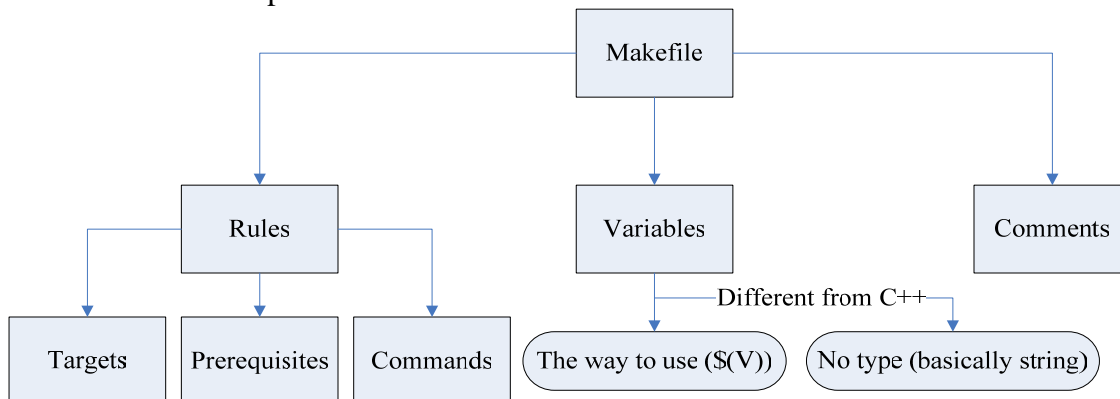 Makefile
Rules
Variables
Comments
Different from C++
Targets
Prerequisites
Commands
The way to use ($(V))
No type (basically string)